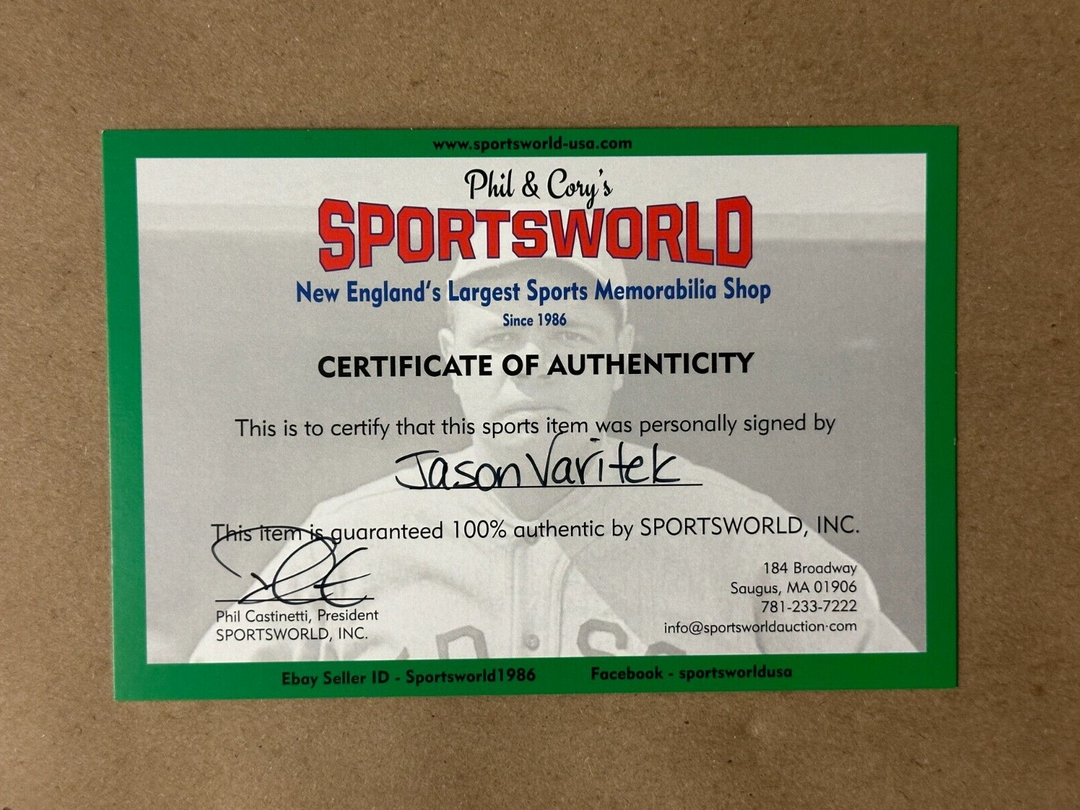 www.sportsworld-usa.com
Phil & Cory's
SPORTSWORLD
New England's Largest Sports Memorabilia Shop
Since 1986
CERTIFICATE OF AUTHENTICITY
This is to certify that this sports item was personally signed by
Jason Varitek
This item is guaranteed 100% authentic by SPORTSWORLD, INC.
184 Broadway
Saugus, MA 01906
781-233-7222
info@sportsworldauction.com
Phil Castinetti, President
SPORTSWORLD, INC.
Ebay Seller ID - Sportsworld1986 Facebook - sportsworldusa